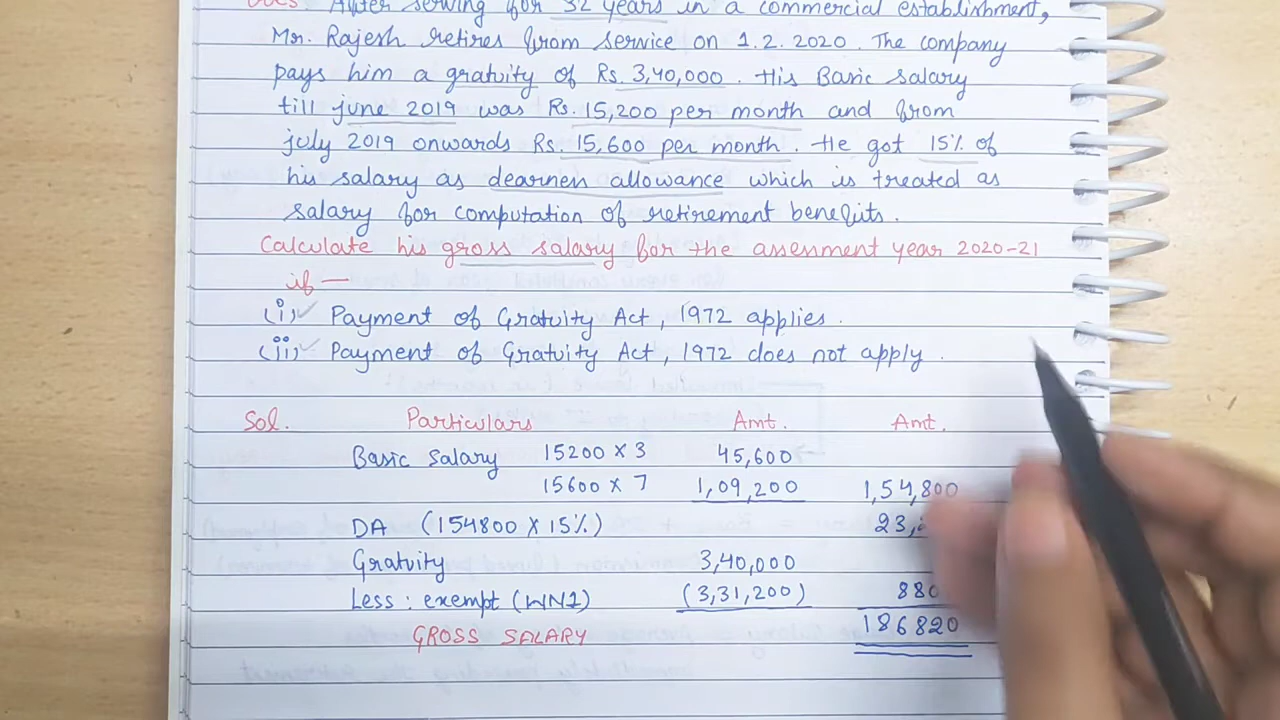 After serving for 32 years in a commercial establishment,
Mr. Rajesh retires from service on 1.2.2020. The company
pays him a gratuity of Rs. 3,40,000. His Basic salary
till june 2019 was Rs. 15,200 per month and from
july 2019 onwards Rs. 15,600 per month. He got 15% of
his salary as dearness allowance which is treated as
salary for computation of retirement benefits.
Calculate his gross salary for the assessment year 2020-21
if —
(i) Payment of Gratuity Act, 1972 applies.
(ii) Payment of Gratuity Act, 1972 does not apply.
Sol. Particulars Amt. Amt.
Basic Salary 15200 x 3 45,600
15600 x 7 1,09,200 1,54,800
DA (154800 x 15%) 23,
Gratuity 3,40,000
Less: exempt (WN1) (3,31,200) 880
GROSS SALARY 186820